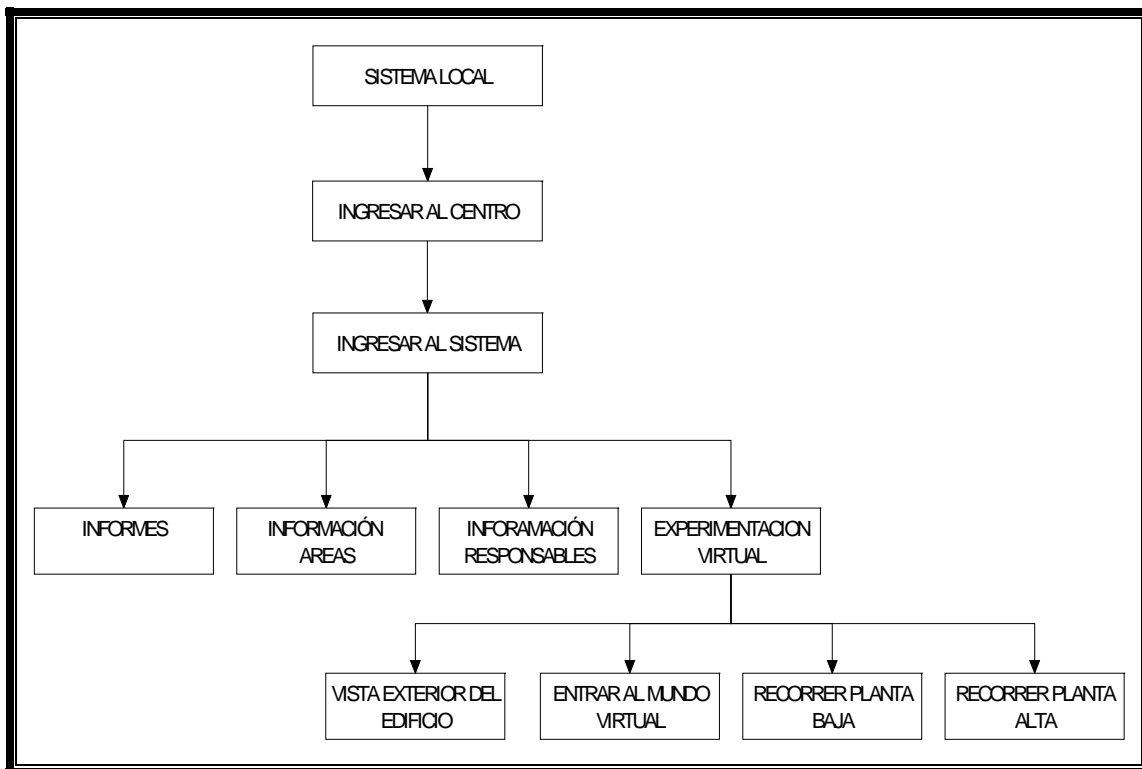 SISTEMA LOCAL
INGRESAR AL CENTRO
INGRESAR AL SISTEMA
INFORMES
INFORMACIÓN
AREAS
INFORAMACIÓN
RESPONSABLES
EXPERIMENTACION
VIRTUAL
VISTA EXTERIOR DEL
EDIFICIO
ENTRAR AL MUNDO
VIRTUAL
RECORRER PLANTA
BAJA
RECORRER PLANTA
ALTA